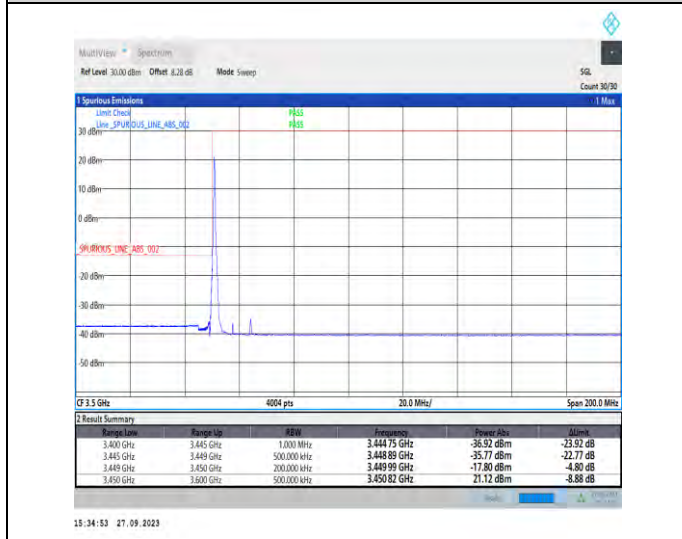 MultiView Spectrum
Ref Level 30.00 dBm Offset 8.28 dB Mode Sweep SGL
Count 30/30
1 Spurious Emissions 1 Max
Limit Check PASS
Line _SPURIOUS_LINE_ABS_002 PASS
30 dBm
20 dBm
10 dBm
0 dBm
_SPURIOUS_LINE_ABS_002
-20 dBm
-30 dBm
-40 dBm
-50 dBm
CF 3.5 GHz 4004 pts 20.0 MHz/ Span 200.0 MHz
2 Result Summary
Range Low Range Up RBW Frequency Power Abs ΔLimit
3.400 GHz 3.445 GHz 1.000 MHz 3.444 75 GHz -36.92 dBm -23.92 dB
3.445 GHz 3.449 GHz 500.000 kHz 3.448 89 GHz -35.77 dBm -22.77 dB
3.449 GHz 3.450 GHz 200.000 kHz 3.449 99 GHz -17.80 dBm -4.80 dB
3.450 GHz 3.600 GHz 500.000 kHz 3.450 82 GHz 21.12 dBm -8.88 dB
15:34:53 27.09.2023